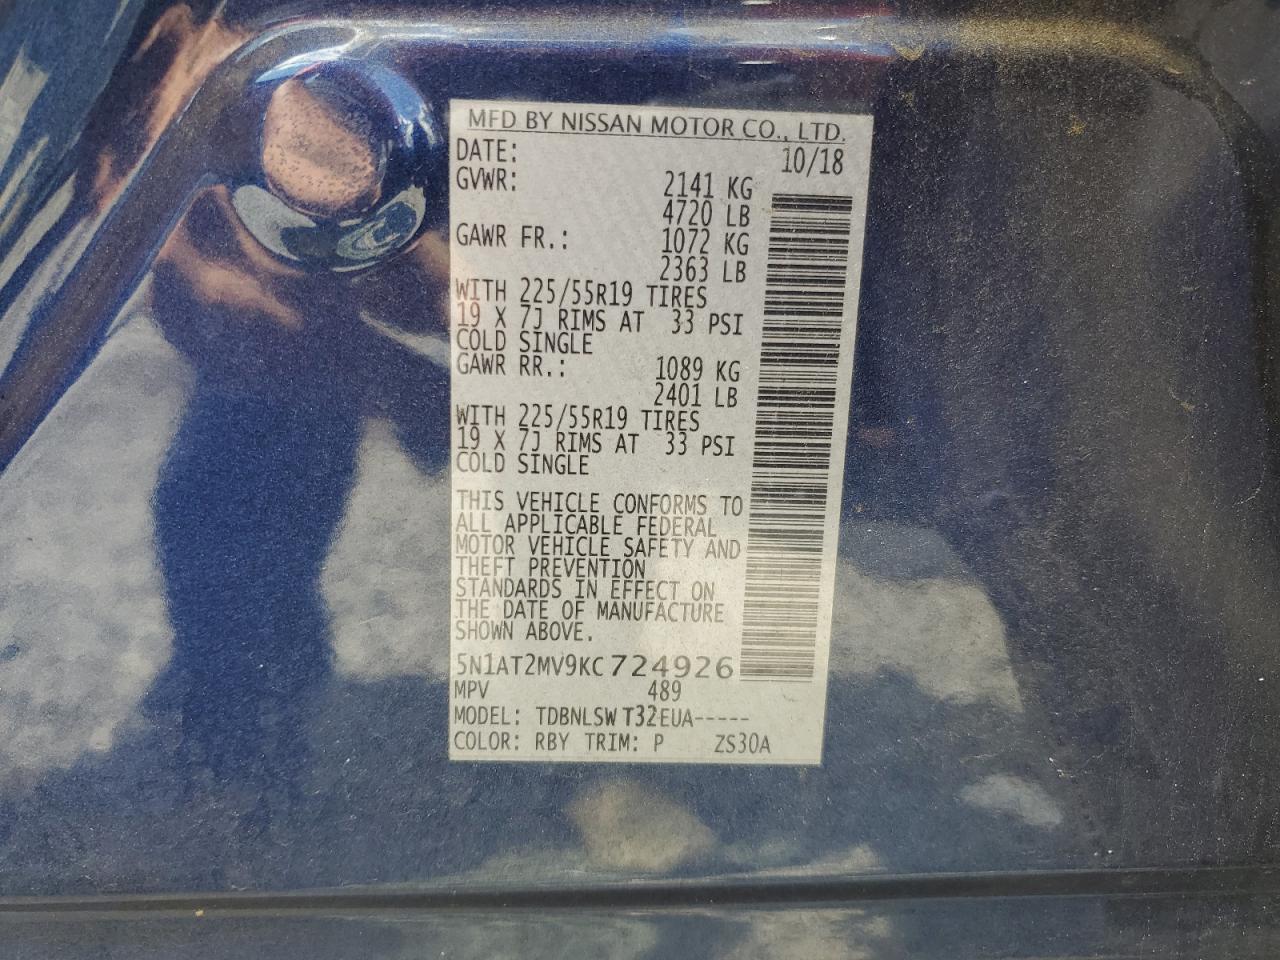 MFD BY NISSAN MOTOR CO., LTD.
DATE: 10/18
GVWR: 2141 KG
4720 LB
GAWR FR.: 1072 KG
2363 LB
WITH 225/55R19 TIRES
19 X 7J RIMS AT 33 PSI
COLD SINGLE
GAWR RR.: 1089 KG
2401 LB
WITH 225/55R19 TIRES
19 X 7J RIMS AT 33 PSI
COLD SINGLE
THIS VEHICLE CONFORMS TO
ALL APPLICABLE FEDERAL
MOTOR VEHICLE SAFETY AND
THEFT PREVENTION
STANDARDS IN EFFECT ON
THE DATE OF MANUFACTURE
SHOWN ABOVE.
5N1AT2MV9KC724926
MPV 489
MODEL: TDBNLSWT32EUA-----
COLOR: RBY TRIM: P ZS30A